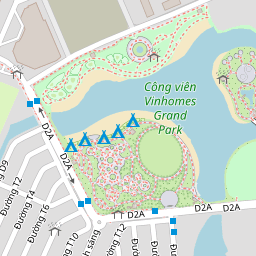 Công viên
Vinhomes
Grand
Park
D2A
D2A
D2A
D2A
D2A
Đường T2
Đường T4
Đường T6
Đường T10
Đường T12